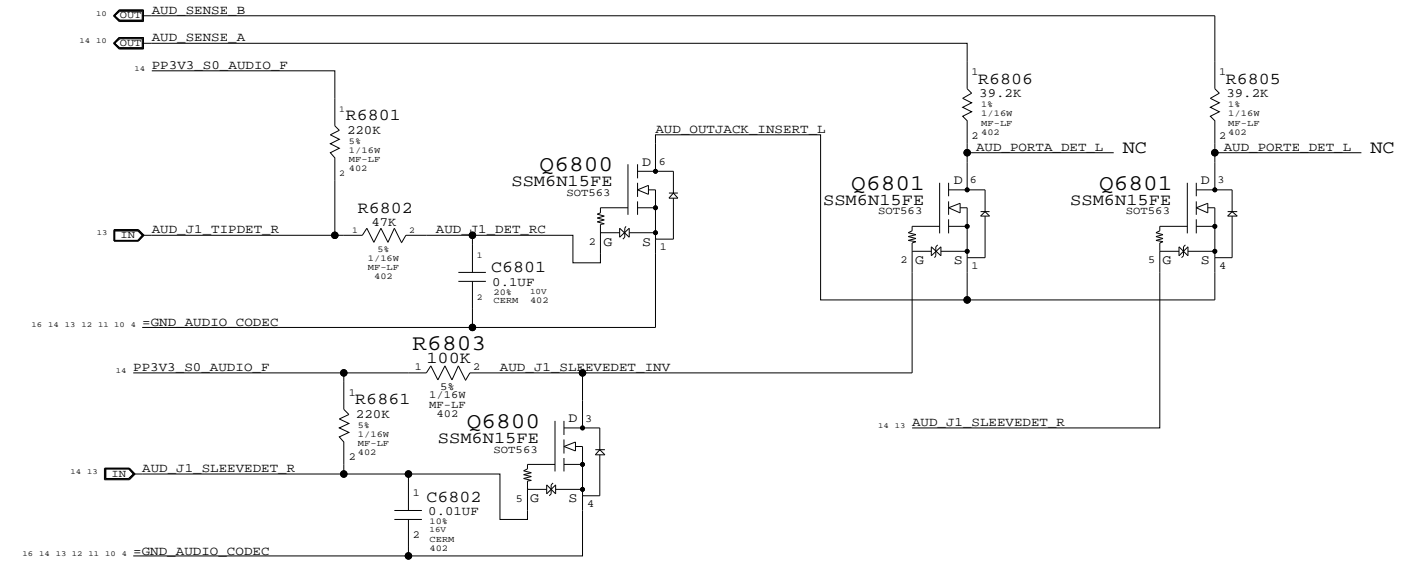 10 OUT AUD_SENSE_B
14 10 OUT AUD_SENSE_A
14 PP3V3_S0_AUDIO_F
1
R6801
220K
5%
1/16W
MF-LF
402
2
1
R6806
39.2K
1%
1/16W
MF-LF
402
2
1
R6805
39.2K
1%
1/16W
MF-LF
402
2
AUD_OUTJACK_INSERT_L
AUD_PORTA_DET_L NC
AUD_PORTE_DET_L NC
Q6800
SSM6N15FE
SOT563
D 6
2 G S 1
Q6801
SSM6N15FE
SOT563
D 6
2 G S 1
Q6801
SSM6N15FE
SOT563
D 3
5 G S 4
13 IN AUD_J1_TIPDET_R
R6802
47K
1 2
5%
1/16W
MF-LF
402
AUD_J1_DET_RC
1
C6801
0.1UF
20% 10V
CERM 402
2
16 14 13 12 11 10 4 =GND_AUDIO_CODEC
14 PP3V3_S0_AUDIO_F
R6803
100K
1 2
5%
1/16W
MF-LF
402
AUD_J1_SLEEVEDET_INV
1
R6861
220K
5%
1/16W
MF-LF
402
2
Q6800
SSM6N15FE
SOT563
D 3
5 G S 4
14 13 AUD_J1_SLEEVEDET_R
14 13 IN AUD_J1_SLEEVEDET_R
1
C6802
0.01UF
10%
16V
CERM
402
2
16 14 13 12 11 10 4 =GND_AUDIO_CODEC